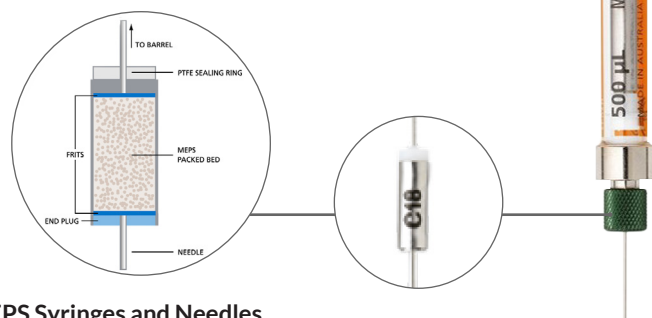 TO BARREL
PTFE SEALING RING
FRITS
MEPS
PACKED BED
END PLUG
NEEDLE
C18
500 µL
MADE IN AUSTRALIA
Syringes and Needles